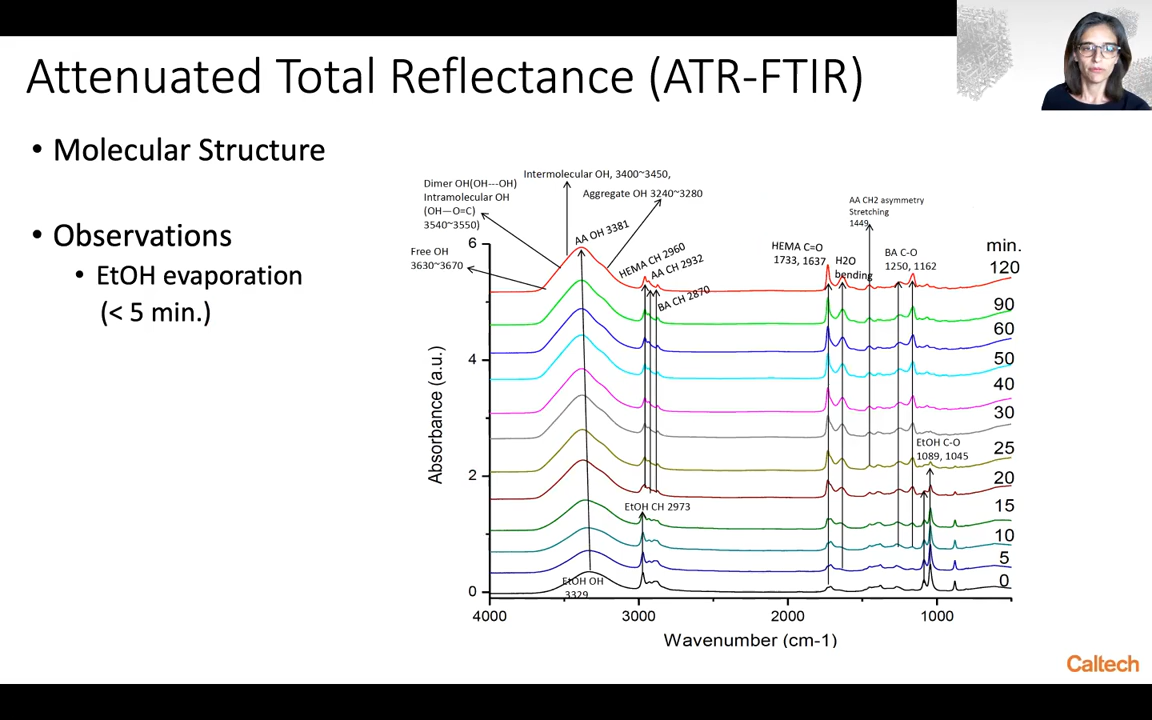 Attenuated Total Reflectance (ATR-FTIR)
• Molecular Structure
• Observations
• EtOH evaporation
(< 5 min.)
Intermolecular OH, 3400~3450,
Dimer OH(OH---OH)
Intramolecular OH
(OH—O=C)
3540~3550)
Aggregate OH 3240~3280
Free OH
3630~3670
AA OH 3381
HEMA CH 2960
AA CH 2932
BA CH 2870
HEMA C=O
1733, 1637
H2O
bending
AA CH2 asymmetry
Stretching
1449
BA C-O
1250, 1162
min.
120
90
60
50
40
30
25
20
15
10
5
0
EtOH C-O
1089, 1045
EtOH CH 2973
EtOH OH
3329
6
4
2
0
Absorbance (a.u.)
4000 3000 2000 1000
Wavenumber (cm-1)
Caltech